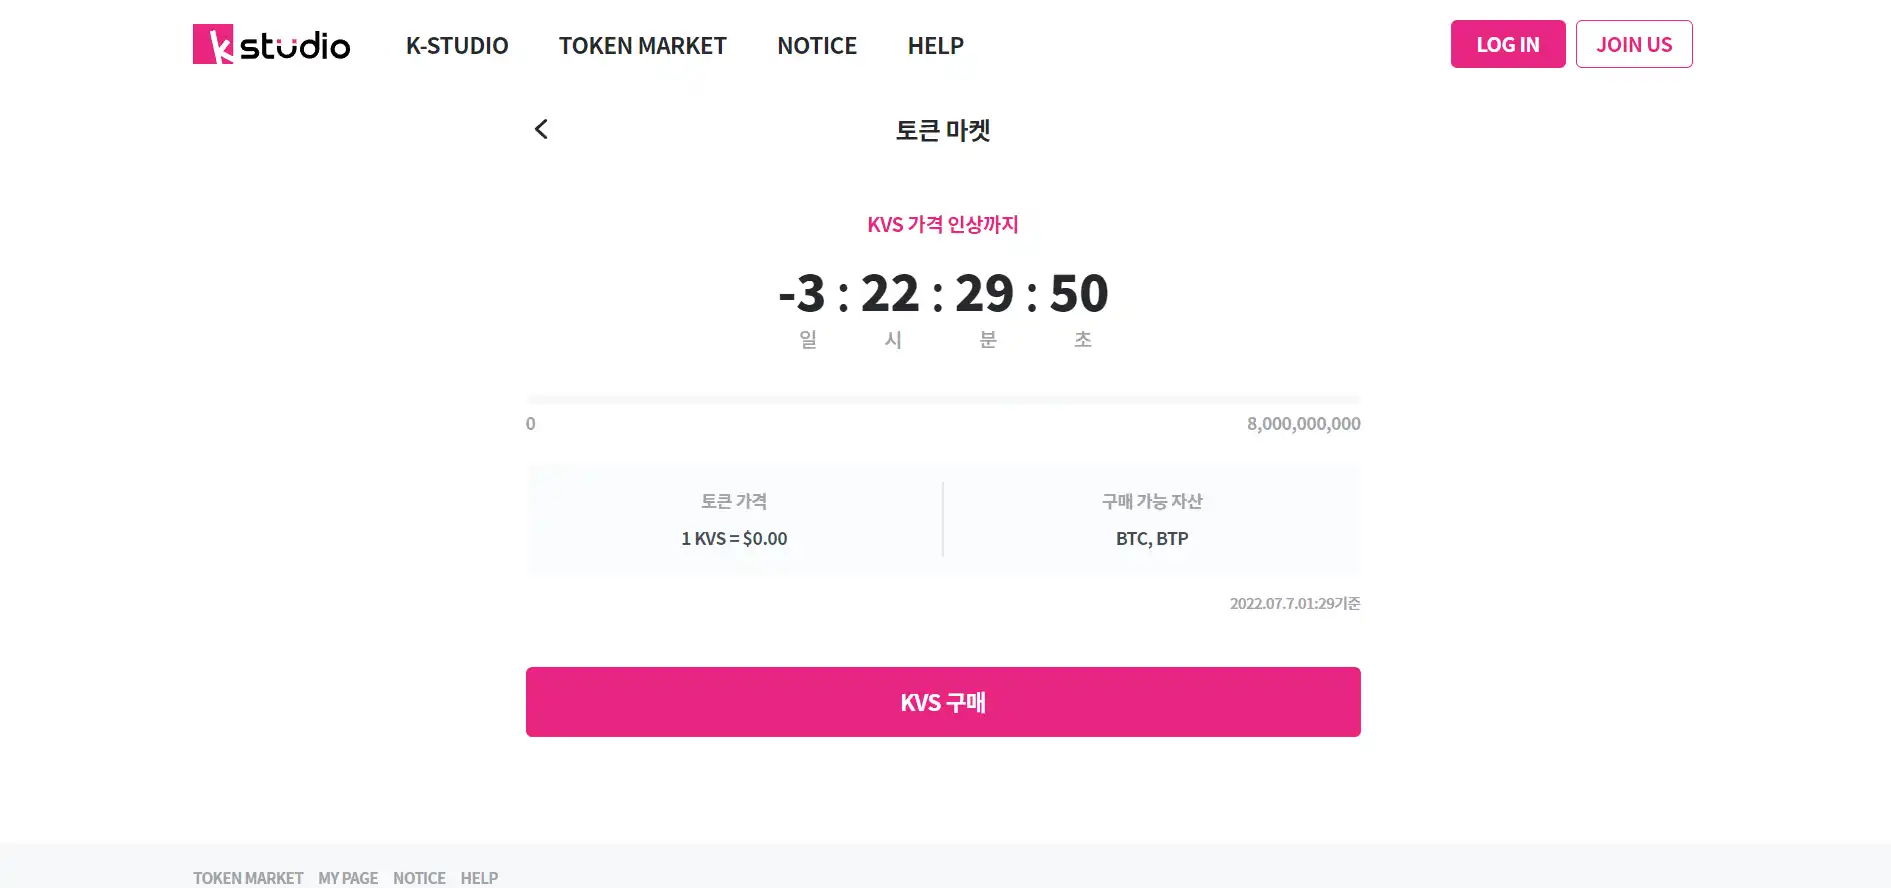 kstudio K-STUDIO TOKEN MARKET NOTICE HELP LOG IN JOIN US
토큰 마켓
KVS 가격 인상까지
-3 : 22 : 29 : 50
일 시 분 초
0 8,000,000,000
토큰 가격 구매 가능 자산
1 KVS = $0.00 BTC, BTP
2022.07.7.01:29기준
KVS 구매
TOKEN MARKET MY PAGE NOTICE HELP